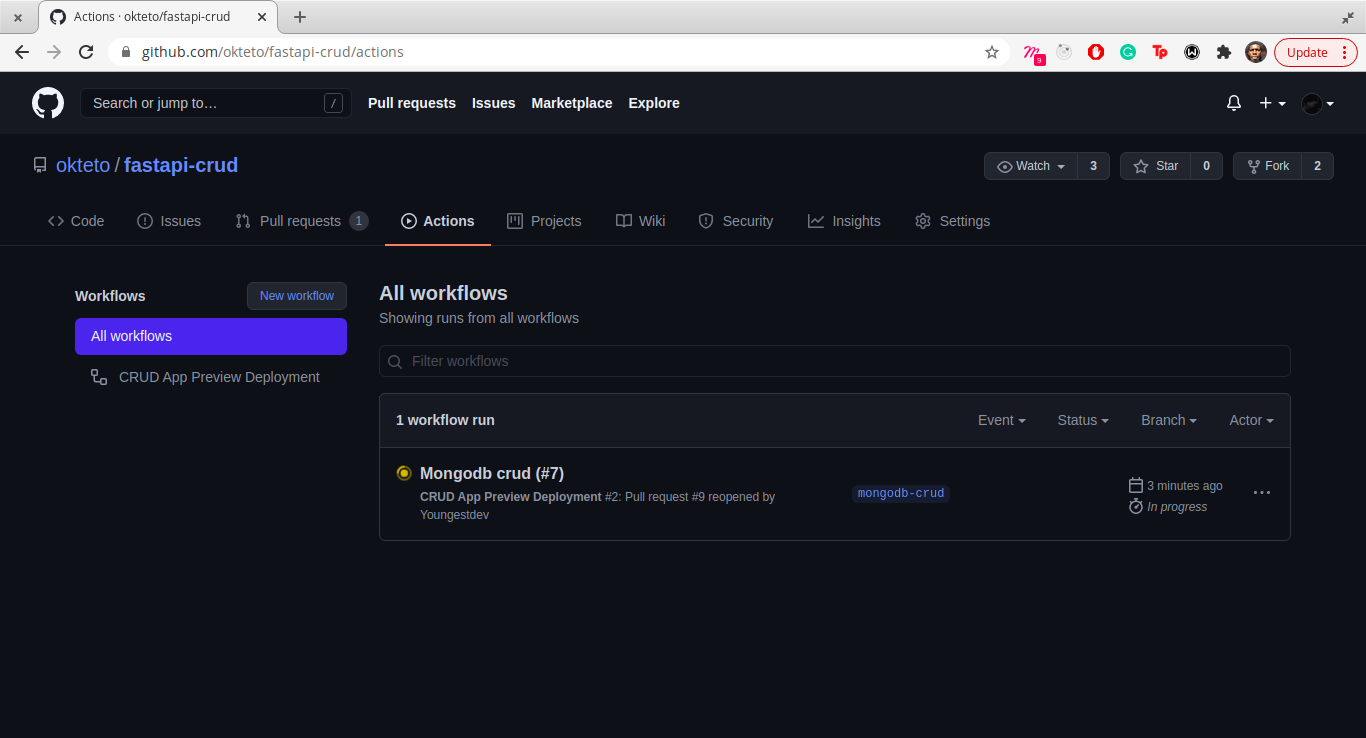 Actions · okteto/fastapi-crud
github.com/okteto/fastapi-crud/actions
9
Update
Search or jump to…
/
Pull requests
Issues
Marketplace
Explore
okteto / fastapi-crud
Watch 3
Star 0
Fork 2
Code
Issues
Pull requests 1
Actions
Projects
Wiki
Security
Insights
Settings
Workflows
New workflow
All workflows
CRUD App Preview Deployment
All workflows
Showing runs from all workflows
Filter workflows
1 workflow run
Event
Status
Branch
Actor
Mongodb crud (#7)
CRUD App Preview Deployment #2: Pull request #9 reopened by
Youngestdev
mongodb-crud
3 minutes ago
In progress